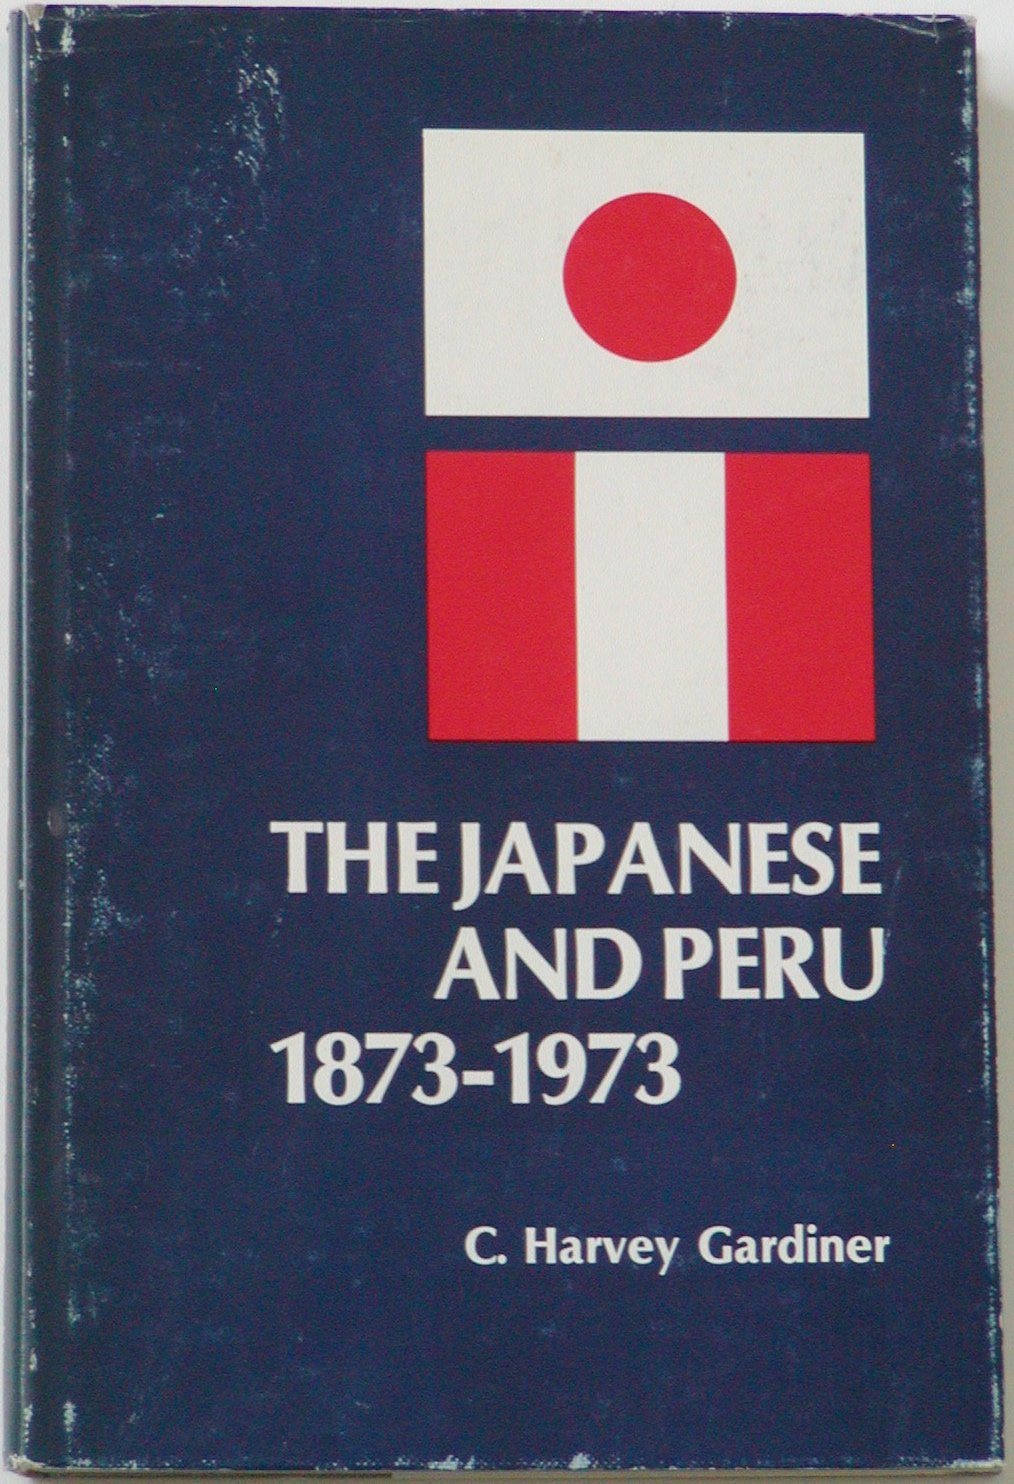 THE JAPANESE
AND PERU
1873-1973
C. Harvey Gardiner